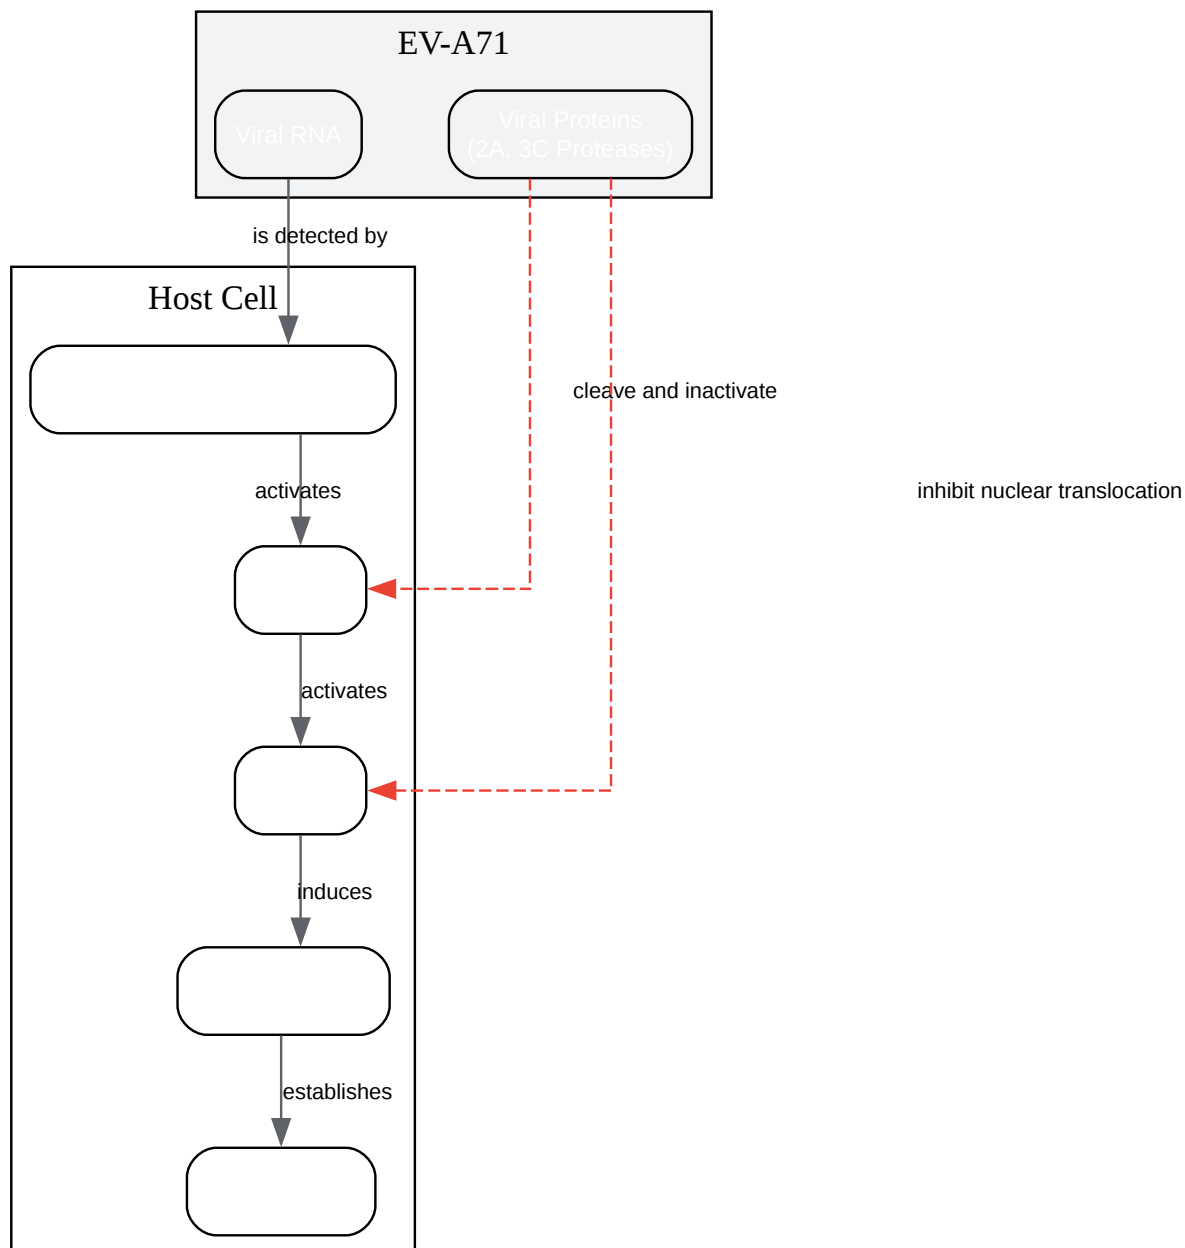 EV-A71
Viral RNA
Viral Proteins
(2A, 3C Proteases)
is detected by
Host Cell
cleave and inactivate
activates
inhibit nuclear translocation
activates
induces
establishes